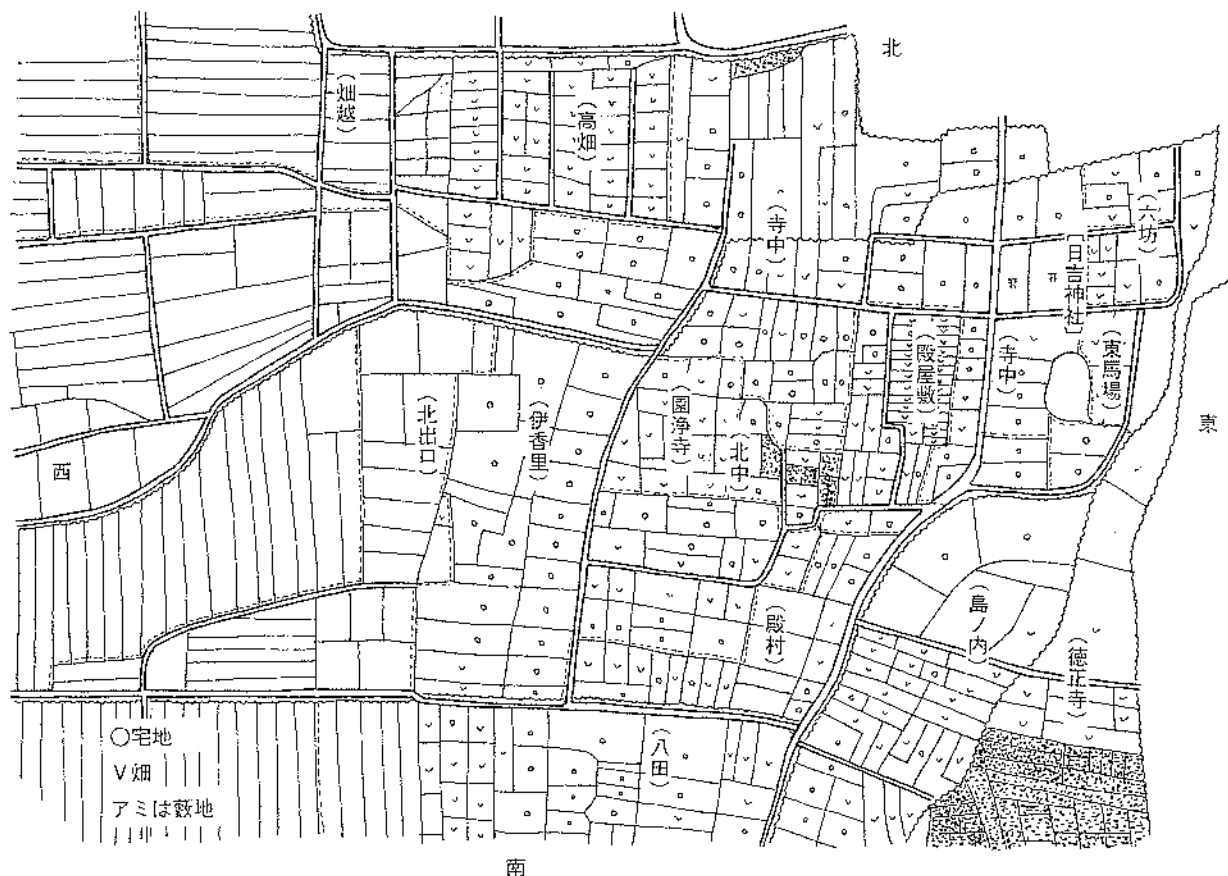 北
(畑越)
(高畑)
(寺中)
(六坊)
[日吉神社]
(殿屋敷)
(寺中)
(東馬場)
東
西
(北出口)
(伊香里)
(園浄寺)
(北中)
(殿村)
(島ノ内)
(徳正寺)
(八田)
○宅地
V畑
アミは藪地
南